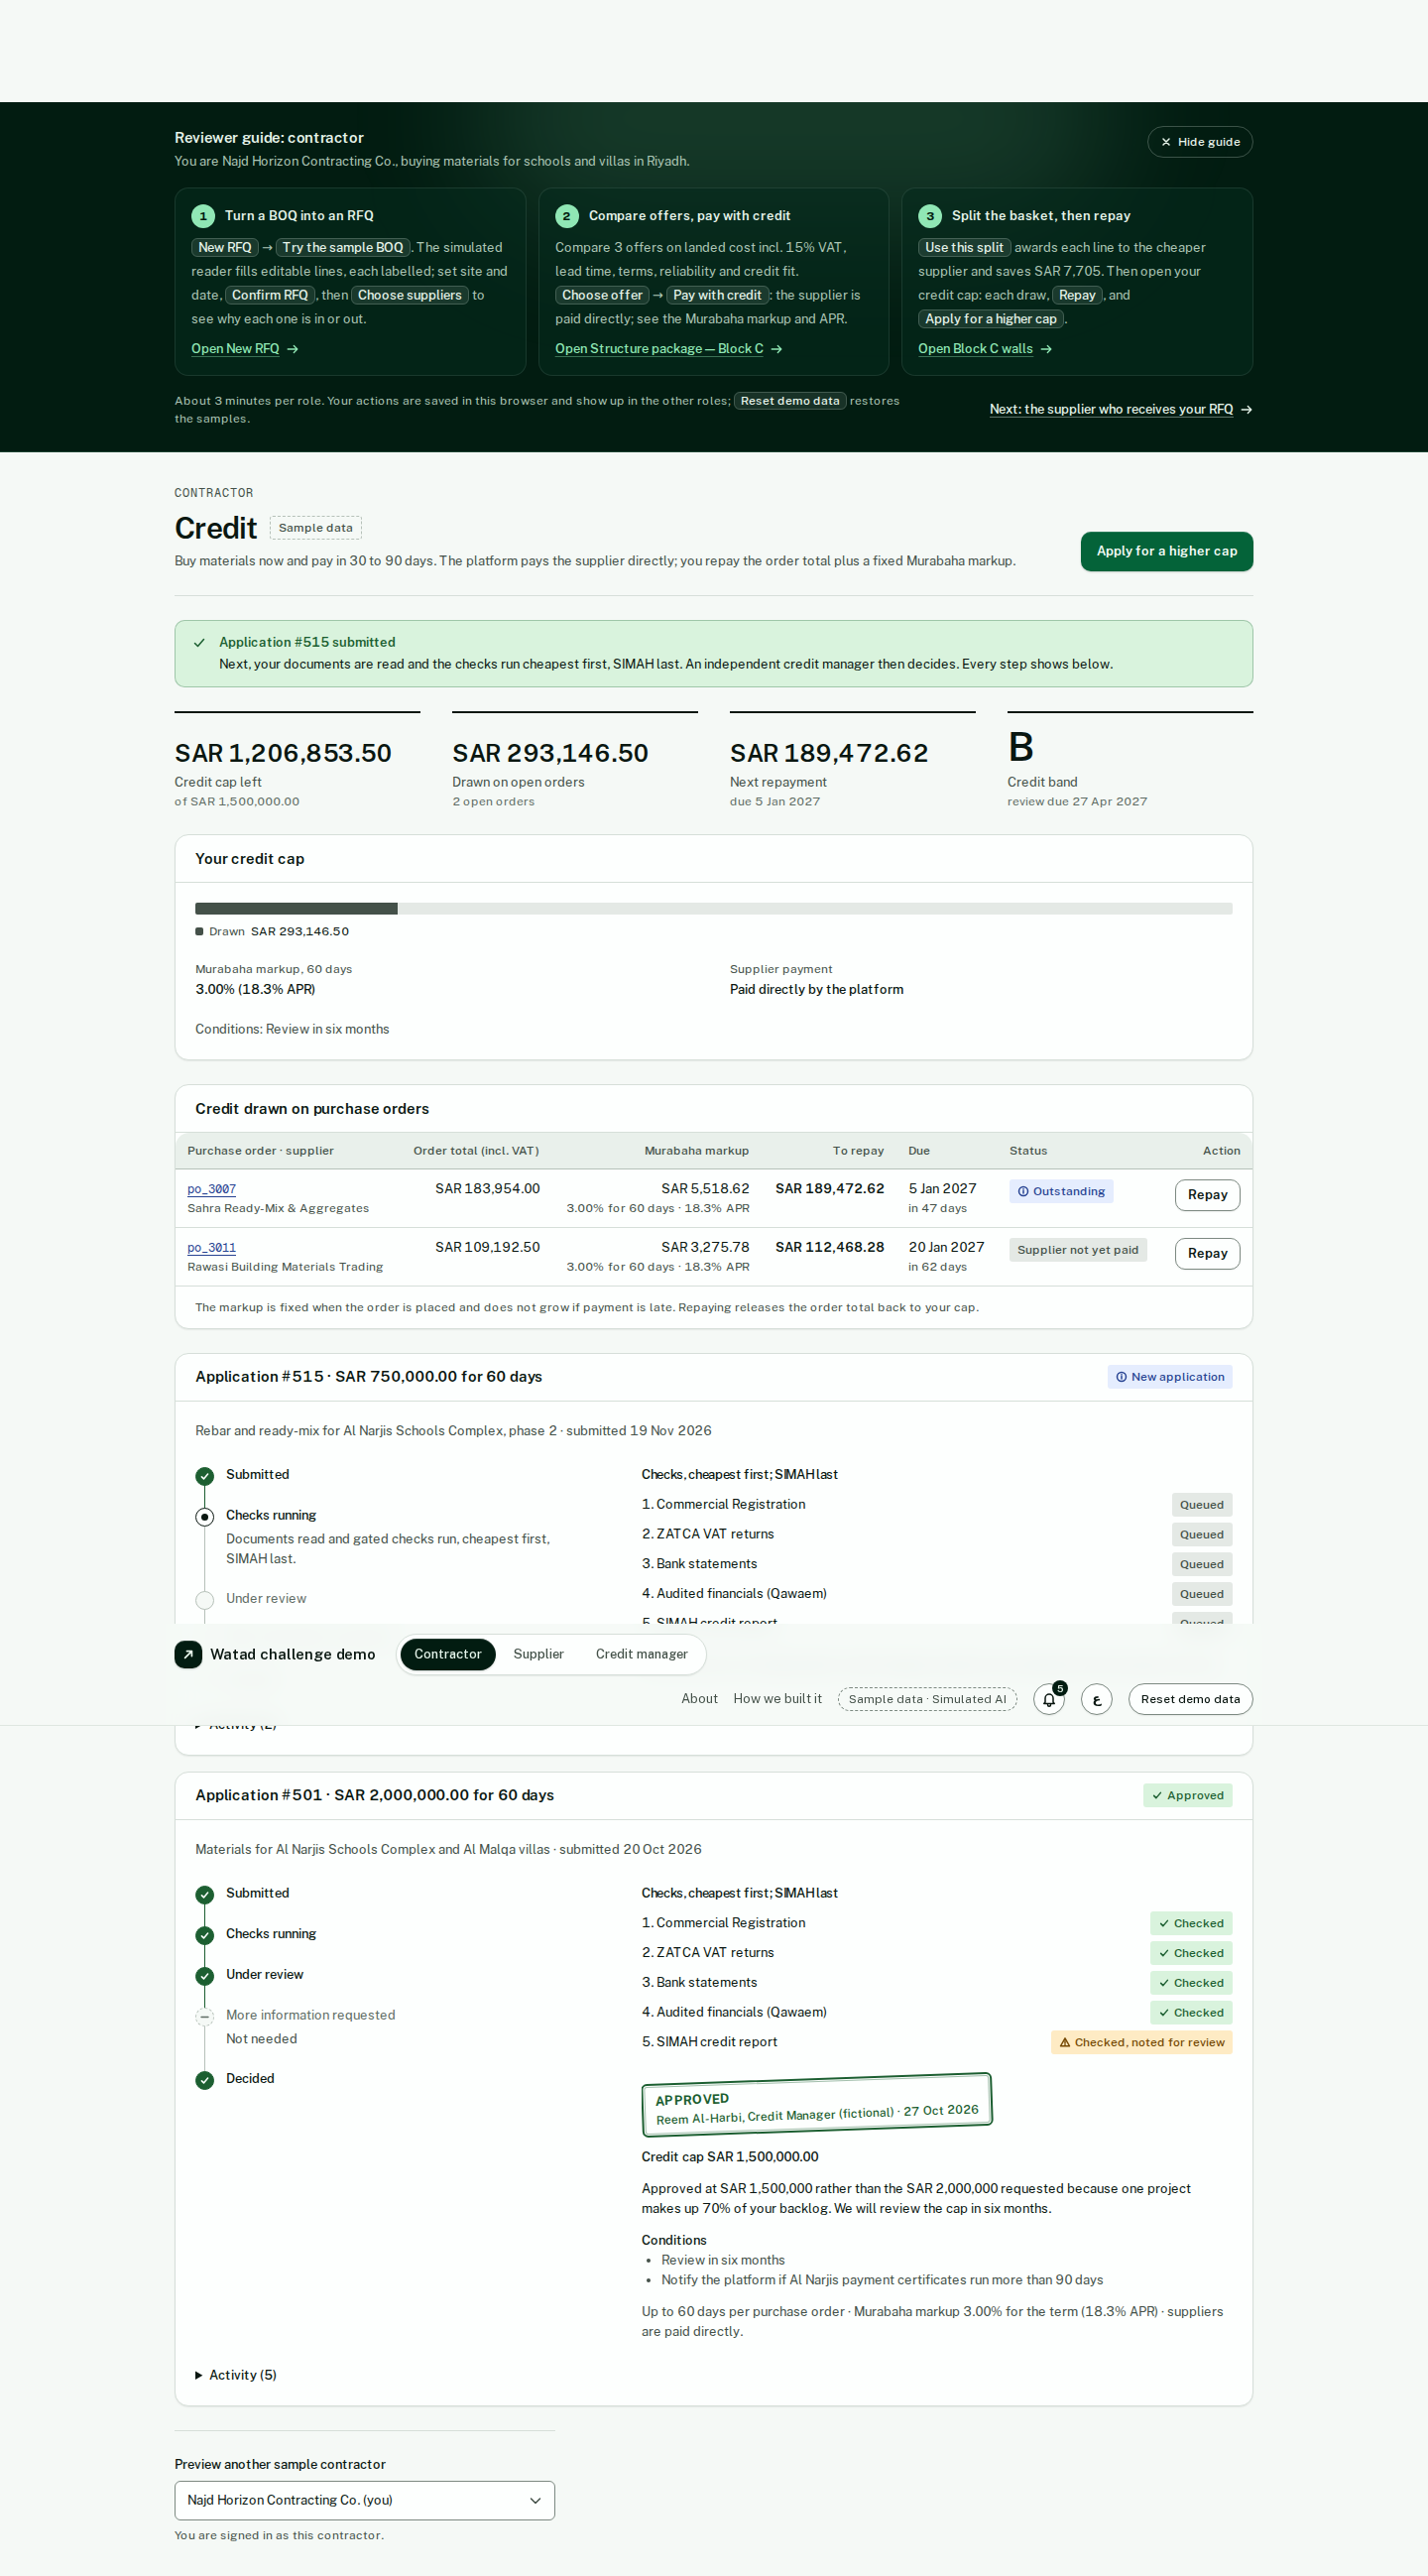 Reviewer guide: contractor
You are Najd Horizon Contracting Co., buying materials for schools and villas in Riyadh.
Hide guide
1 Turn a BOQ into an RFQ
New RFQ → Try the sample BOQ. The simulated
reader fills editable lines, each labelled; set site and
date, Confirm RFQ, then Choose suppliers to
see why each one is in or out.
Open New RFQ →
2 Compare offers, pay with credit
Compare 3 offers on landed cost incl. 15% VAT,
lead time, terms, reliability and credit fit.
Choose offer → Pay with credit: the supplier is
paid directly; see the Murabaha markup and APR.
Open Structure package — Block C →
3 Split the basket, then repay
Use this split awards each line to the cheaper
supplier and saves SAR 7,705. Then open your
credit cap: each draw, Repay, and
Apply for a higher cap.
Open Block C walls →
About 3 minutes per role. Your actions are saved in this browser and show up in the other roles; Reset demo data restores
the samples.
Next: the supplier who receives your RFQ →
CONTRACTOR
Credit Sample data
Buy materials now and pay in 30 to 90 days. The platform pays the supplier directly; you repay the order total plus a fixed Murabaha markup.
Apply for a higher cap
Application #515 submitted
Next, your documents are read and the checks run cheapest first, SIMAH last. An independent credit manager then decides. Every step shows below.
SAR 1,206,853.50
Credit cap left
of SAR 1,500,000.00
SAR 293,146.50
Drawn on open orders
2 open orders
SAR 189,472.62
Next repayment
due 5 Jan 2027
B
Credit band
review due 27 Apr 2027
Your credit cap
Drawn SAR 293,146.50
Murabaha markup, 60 days
3.00% (18.3% APR)
Supplier payment
Paid directly by the platform
Conditions: Review in six months
Credit drawn on purchase orders
Purchase order · supplier Order total (incl. VAT) Murabaha markup To repay Due Status Action
po_3007 SAR 183,954.00 SAR 5,518.62 SAR 189,472.62 5 Jan 2027 Outstanding Repay
Sahra Ready-Mix & Aggregates 3.00% for 60 days · 18.3% APR in 47 days
po_3011 SAR 109,192.50 SAR 3,275.78 SAR 112,468.28 20 Jan 2027 Supplier not yet paid Repay
Rawasi Building Materials Trading 3.00% for 60 days · 18.3% APR in 62 days
The markup is fixed when the order is placed and does not grow if payment is late. Repaying releases the order total back to your cap.
Application #515 · SAR 750,000.00 for 60 days New application
Rebar and ready-mix for Al Narjis Schools Complex, phase 2 · submitted 19 Nov 2026
Submitted
Checks running
Documents read and gated checks run, cheapest first,
SIMAH last.
Under review
Checks, cheapest first; SIMAH last
1. Commercial Registration Queued
2. ZATCA VAT returns Queued
3. Bank statements Queued
4. Audited financials (Qawaem) Queued
5. SIMAH credit report Queued
Watad challenge demo Contractor Supplier Credit manager
About How we built it Sample data · Simulated AI 5 ع Reset demo data
Activity (2)
Application #501 · SAR 2,000,000.00 for 60 days Approved
Materials for Al Narjis Schools Complex and Al Malqa villas · submitted 20 Oct 2026
Submitted
Checks running
Under review
More information requested
Not needed
Decided
Checks, cheapest first; SIMAH last
1. Commercial Registration Checked
2. ZATCA VAT returns Checked
3. Bank statements Checked
4. Audited financials (Qawaem) Checked
5. SIMAH credit report Checked, noted for review
APPROVED
Reem Al-Harbi, Credit Manager (fictional) · 27 Oct 2026
Credit cap SAR 1,500,000.00
Approved at SAR 1,500,000 rather than the SAR 2,000,000 requested because one project
makes up 70% of your backlog. We will review the cap in six months.
Conditions
• Review in six months
• Notify the platform if Al Narjis payment certificates run more than 90 days
Up to 60 days per purchase order · Murabaha markup 3.00% for the term (18.3% APR) · suppliers
are paid directly.
Activity (5)
Preview another sample contractor
Najd Horizon Contracting Co. (you)
You are signed in as this contractor.